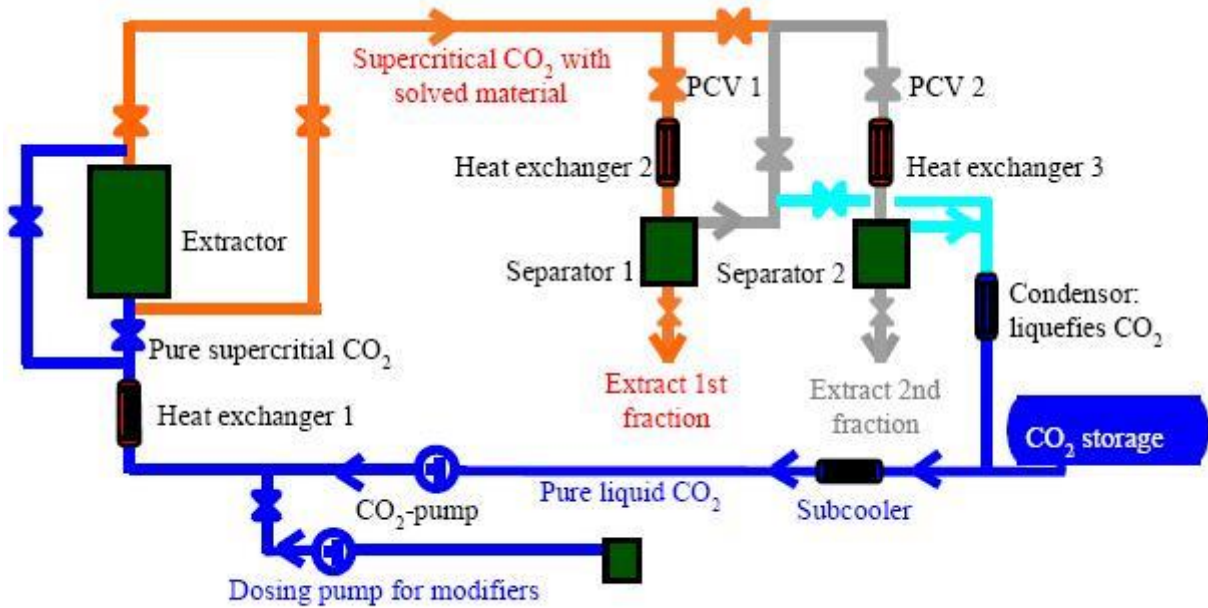 Supercritical CO₂ with
solved material
PCV 1
PCV 2
Heat exchanger 2
Heat exchanger 3
Extractor
Separator 1
Separator 2
Condensor:
liquefies CO₂
Pure supercritial CO₂
Extract 1st
fraction
Extract 2nd
fraction
Heat exchanger 1
CO₂ storage
CO₂-pump
Pure liquid CO₂
Subcooler
Dosing pump for modifiers